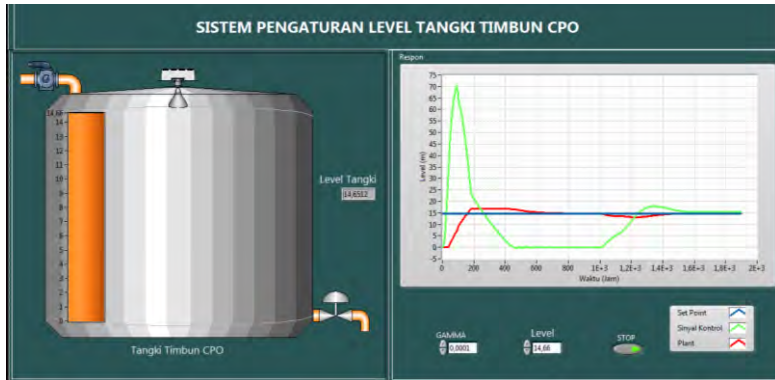 SISTEM PENGATURAN LEVEL TANGKI TIMBUN CPO
14,66
14
13
12
11
10
9
8
7
6
5
4
3
2
1
0
Level Tangki
14,6512
Tangki Timbun CPO
Respon
Level (m)
75
70
65
60
55
50
45
40
35
30
25
20
15
10
5
0
-5
0 200 400 600 800 1E+3 1,2E+3 1,4E+3 1,6E+3 1,8E+3 2E+3
Waktu (Jam)
GAMMA
0,0001
Level
14,66
STOP
Set Point
Sinyal Kontrol
Plant